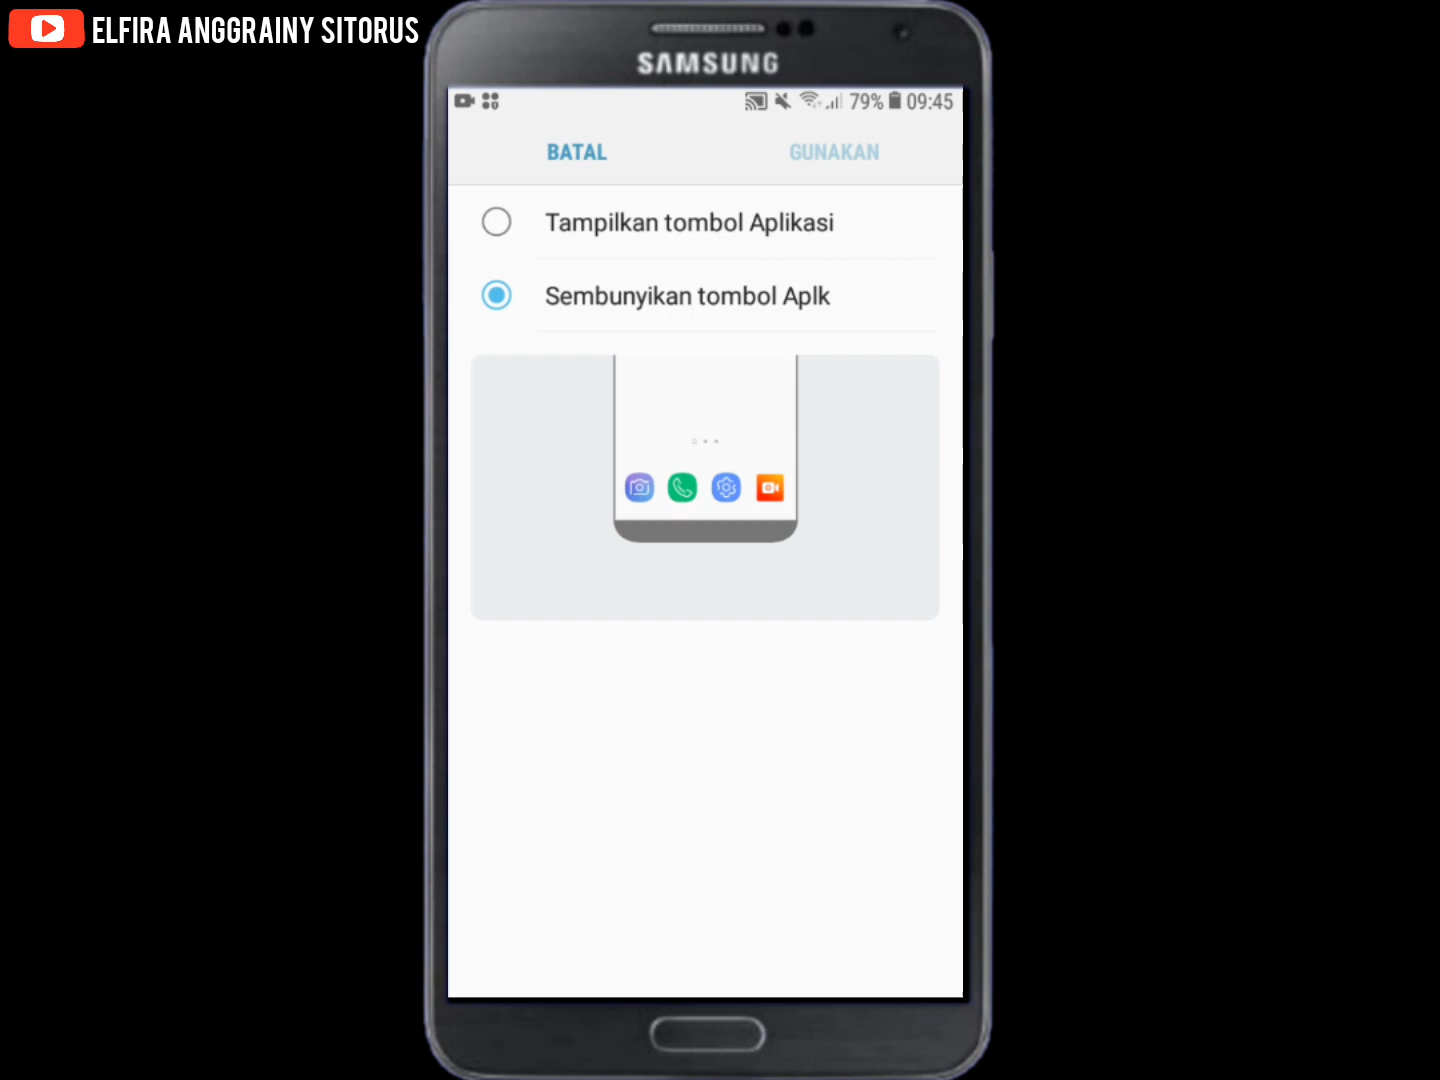 ELFIRA ANGGRAINY SITORUS
SAMSUNG
79% 09:45
BATAL
GUNAKAN
Tampilkan tombol Aplikasi
Sembunyikan tombol Aplk